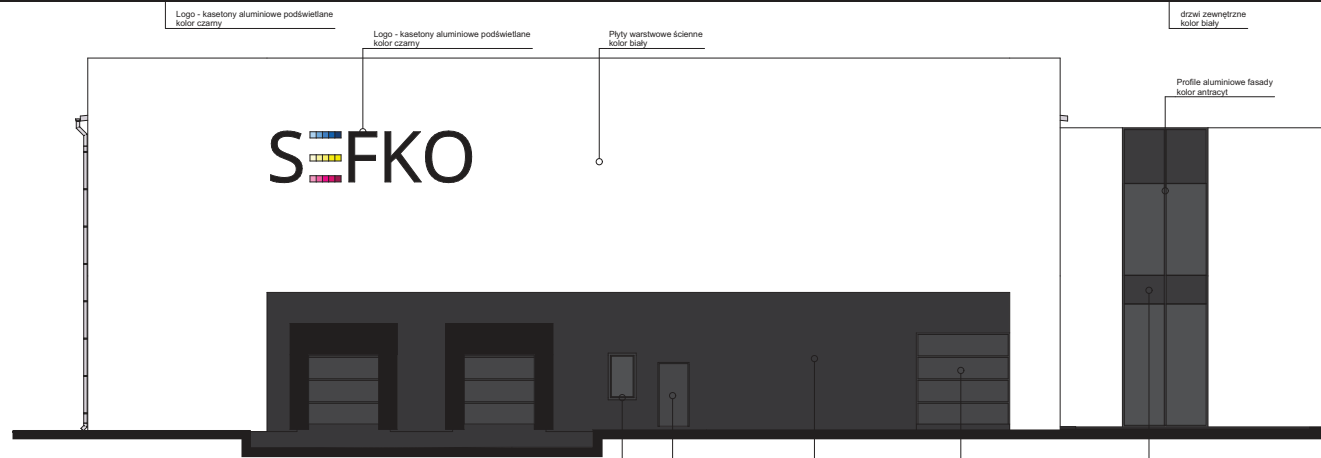 Logo - kasetony aluminiowe podświetlane
kolor czarny
drzwi zewnętrzne
kolor biały
Logo - kasetony aluminiowe podświetlane
kolor czarny
Płyty warstwowe ścienne
kolor biały
Profile aluminiowe fasady
kolor antracyt
SEFKO